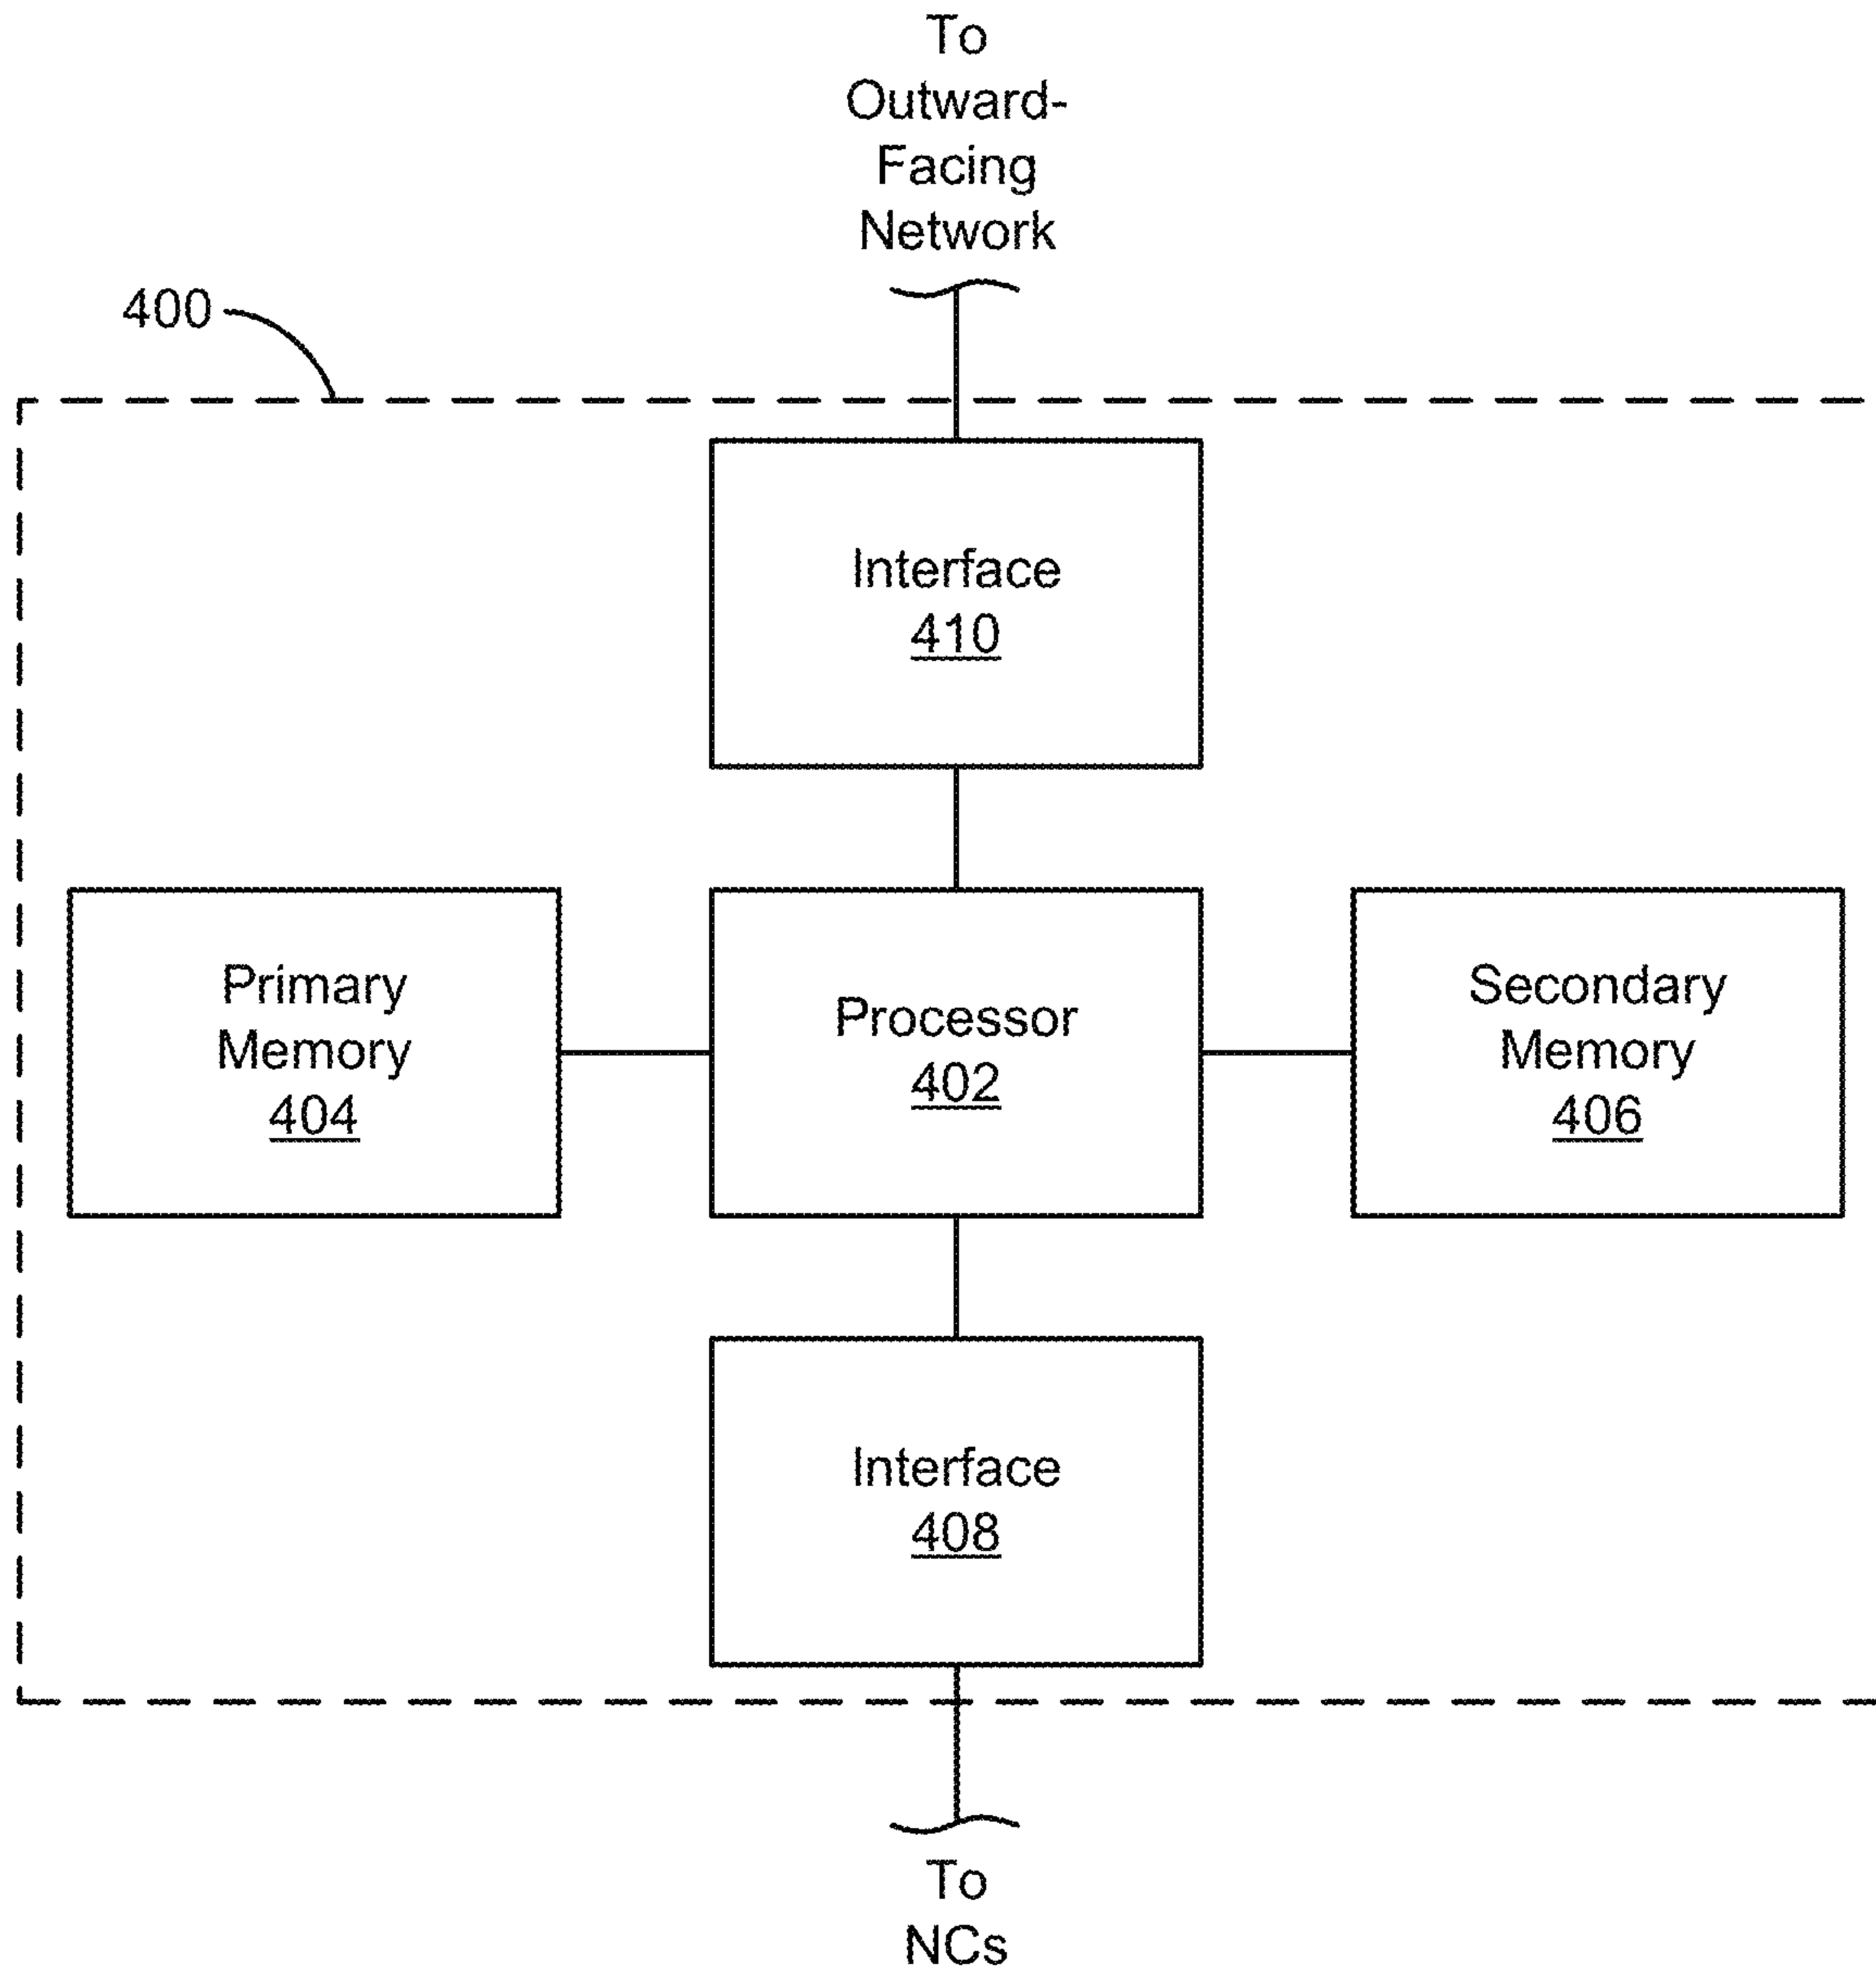 To
Outward-
Facing
Network
400
Interface
410
Primary
Memory
404
Processor
402
Secondary
Memory
406
Interface
408
To
NCs